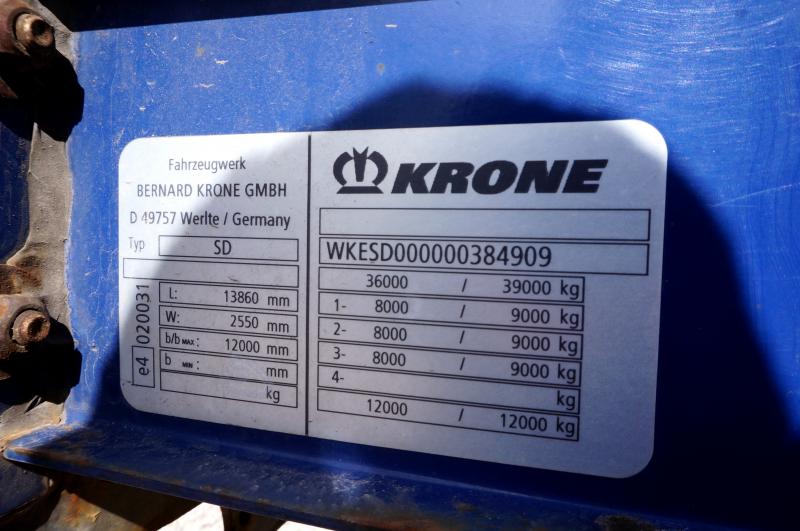 Fahrzeugwerk
BERNARD KRONE GMBH
D 49757 Werlte / Germany
Typ SD
e4 020031
L: 13860 mm
W: 2550 mm
b/b MAX: 12000 mm
b MIN: mm
kg
KRONE
WKESD000000384909
36000 / 39000 kg
1- 8000 / 9000 kg
2- 8000 / 9000 kg
3- 8000 / 9000 kg
4- kg
12000 / 12000 kg